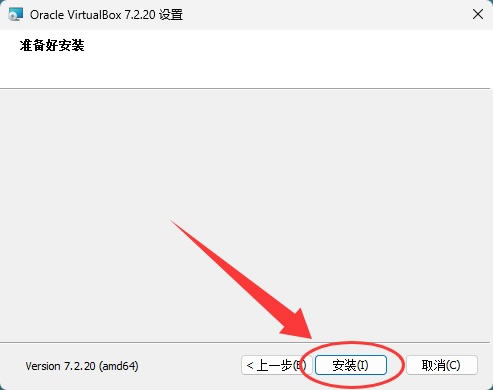 Oracle VirtualBox 7.2.20 设置
准备好安装
Version 7.2.20 (amd64)
< 上一步(B)
安装(I)
取消(C)